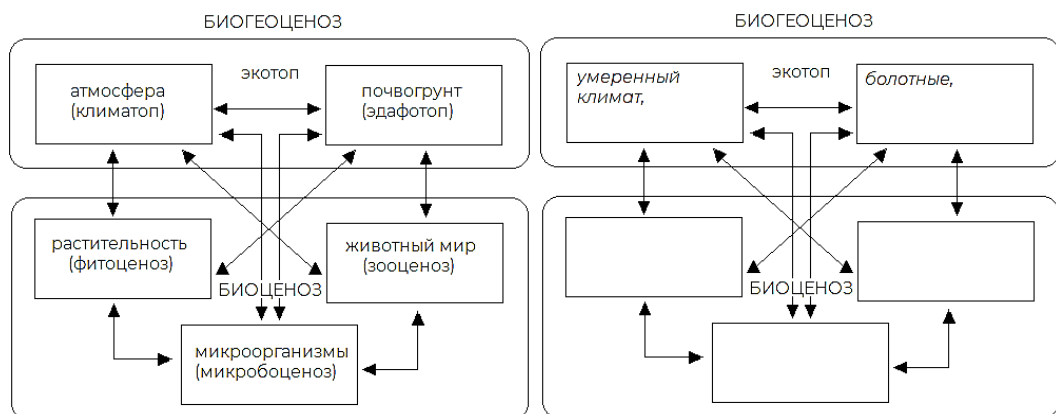 БИОГЕОЦЕНОЗ
ЭКОТОП
атмосфера
(климатоп)
почвогрунт
(эдафотоп)
растительность
(фитоценоз)
животный мир
(зооценоз)
БИОЦЕНОЗ
микроорганизмы
(микробоценоз)
БИОГЕОЦЕНОЗ
ЭКОТОП
умеренный
климат,
болотные,
БИОЦЕНОЗ